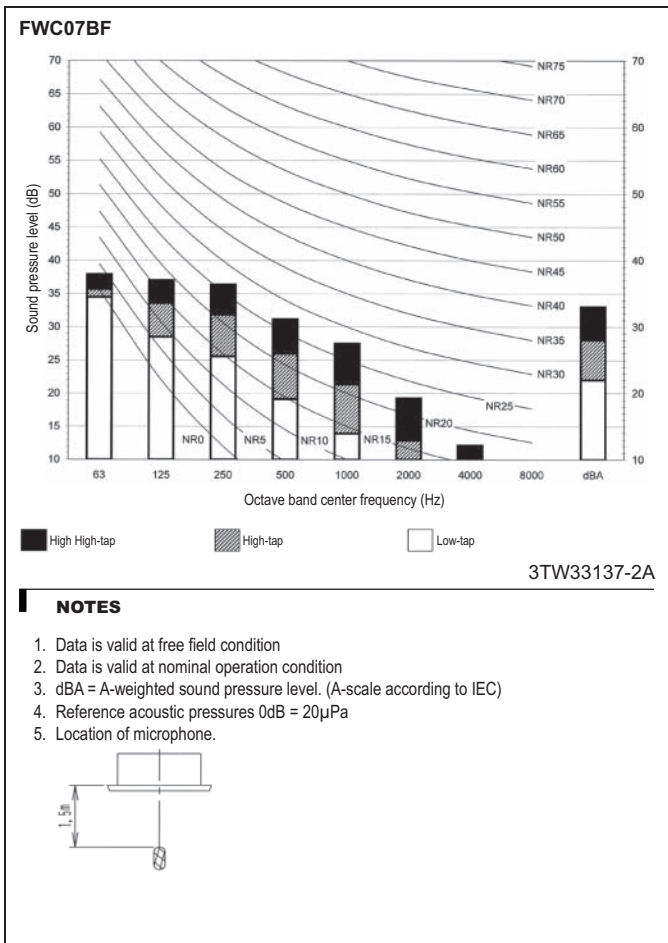 FWC07BF
70
65
60
55
50
45
40
35
30
25
20
15
10
Sound pressure level (dB)
NR75
NR70
NR65
NR60
NR55
NR50
NR45
NR40
NR35
NR30
NR25
NR20
NR0 NR5 NR10 NR15
70
60
50
40
30
20
10
63 125 250 500 1000 2000 4000 8000 dBA
Octave band center frequency (Hz)
High High-tap High-tap Low-tap
3TW33137-2A
NOTES
1. Data is valid at free field condition
2. Data is valid at nominal operation condition
3. dBA = A-weighted sound pressure level. (A-scale according to IEC)
4. Reference acoustic pressures 0dB = 20μPa
5. Location of microphone.
1,5m